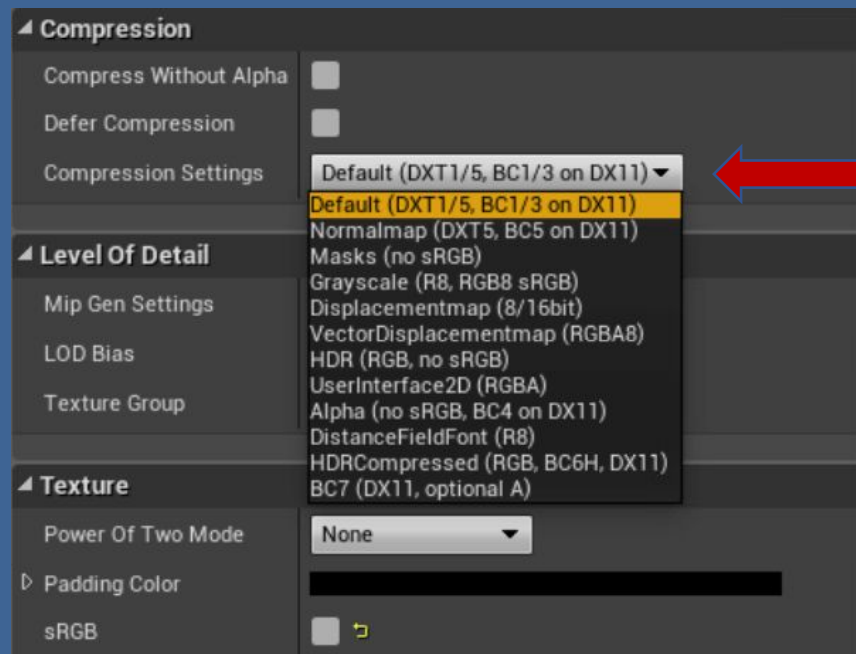 Compression
Compress Without Alpha
Defer Compression
Compression Settings
Default (DXT1/5, BC1/3 on DX11)
Default (DXT1/5, BC1/3 on DX11)
Normalmap (DXT5, BC5 on DX11)
Masks (no sRGB)
Grayscale (R8, RGB8 sRGB)
Displacementmap (8/16bit)
VectorDisplacementmap (RGBA8)
HDR (RGB, no sRGB)
UserInterface2D (RGBA)
Alpha (no sRGB, BC4 on DX11)
DistanceFieldFont (R8)
HDRCompressed (RGB, BC6H, DX11)
BC7 (DX11, optional A)
Level Of Detail
Mip Gen Settings
LOD Bias
Texture Group
Texture
Power Of Two Mode
None
Padding Color
sRGB